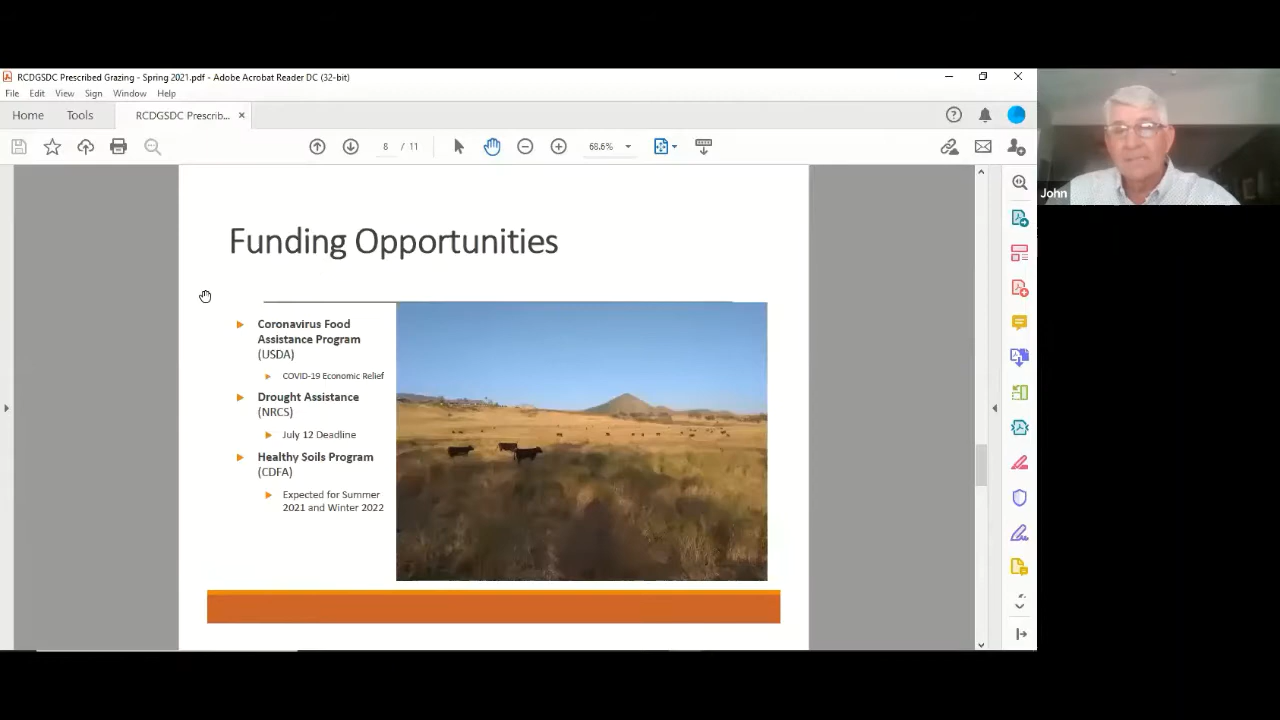 RCDGSDC Prescribed Grazing - Spring 2021.pdf - Adobe Acrobat Reader DC (32-bit)
File Edit View Sign Window Help
Home Tools RCDGSDC Prescrib...
8 / 11 68.6%
John
Funding Opportunities
Coronavirus Food
Assistance Program
(USDA)
COVID-19 Economic Relief
Drought Assistance
(NRCS)
July 12 Deadline
Healthy Soils Program
(CDFA)
Expected for Summer
2021 and Winter 2022